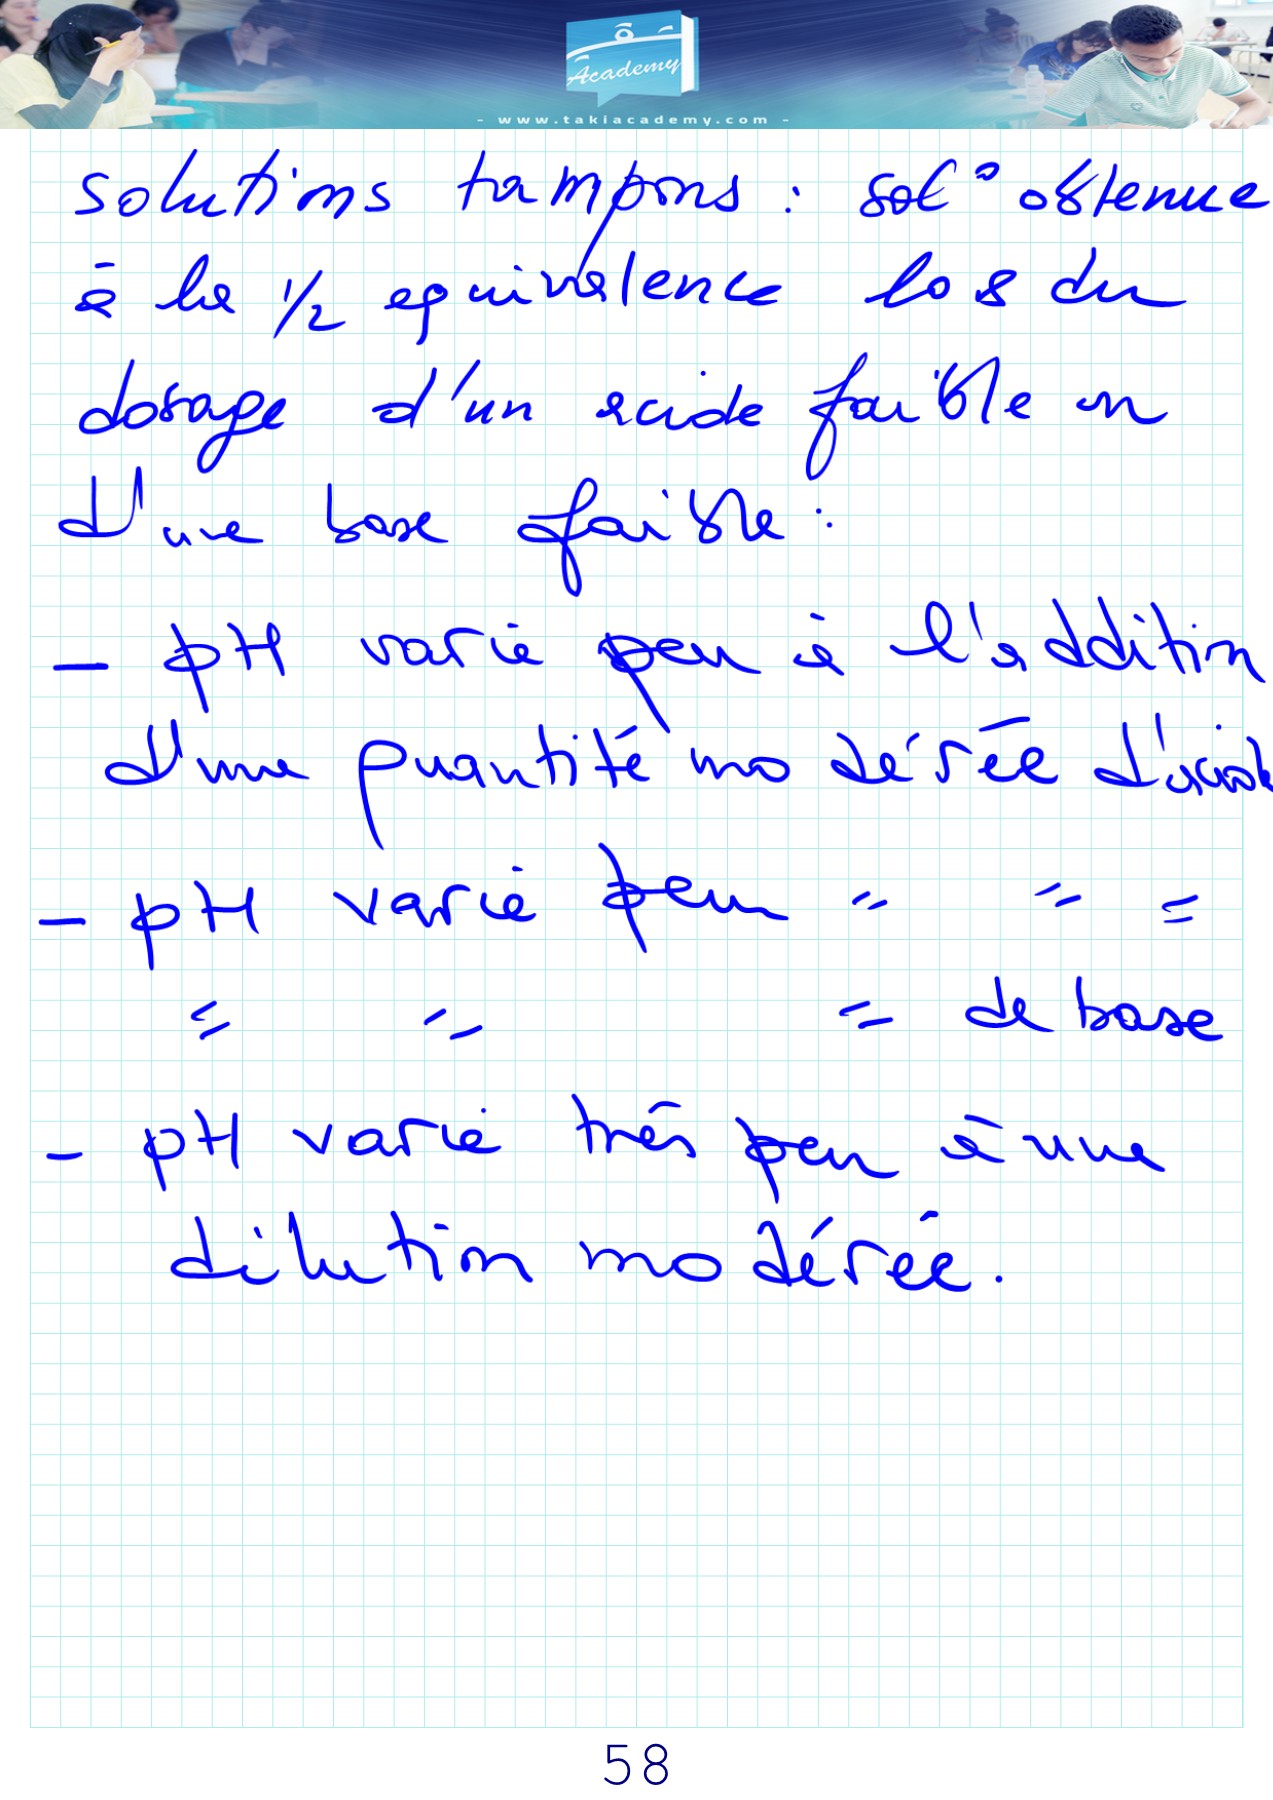 Academy
- www.takiacademy.com -
solutions tampons : sol° obtenue
à la 1/2 equivalence lors du
dosage d'un acide faible ou
d'une base faible :
- pH varie peu à l'addition
d'une quantité modérée d'acide
- pH varie peu " " "
" " " de base
- pH varie très peu à une
dilution modérée.
58